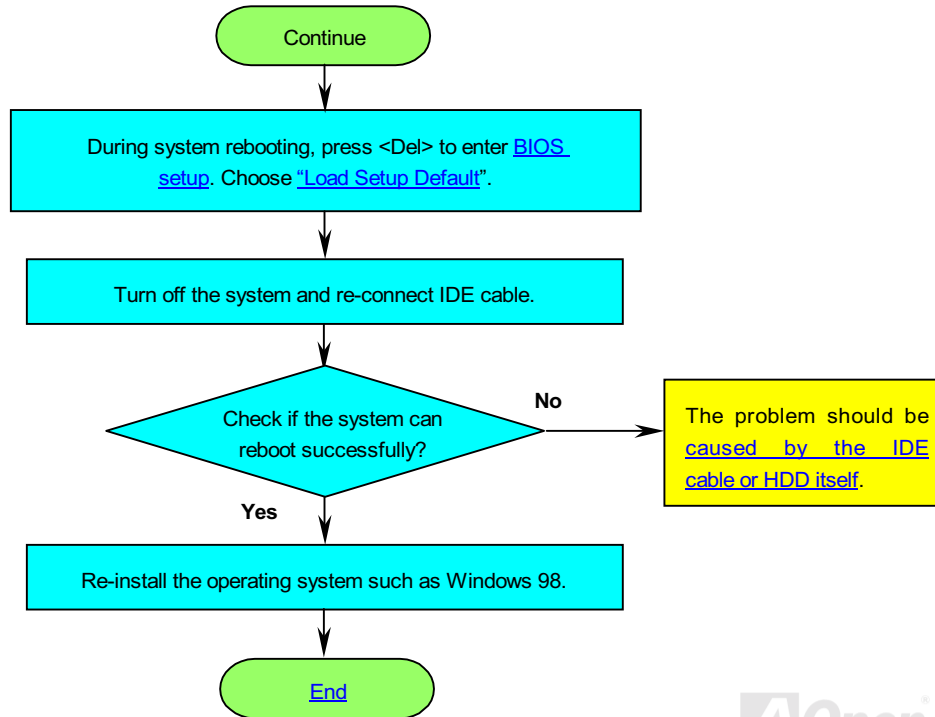 Continue
During system rebooting, press <Del> to enter BIOS
setup. Choose “Load Setup Default”.
Turn off the system and re-connect IDE cable.
Check if the system can
reboot successfully?
No
The problem should be
caused by the IDE
cable or HDD itself.
Yes
Re-install the operating system such as Windows 98.
End
AOpen®